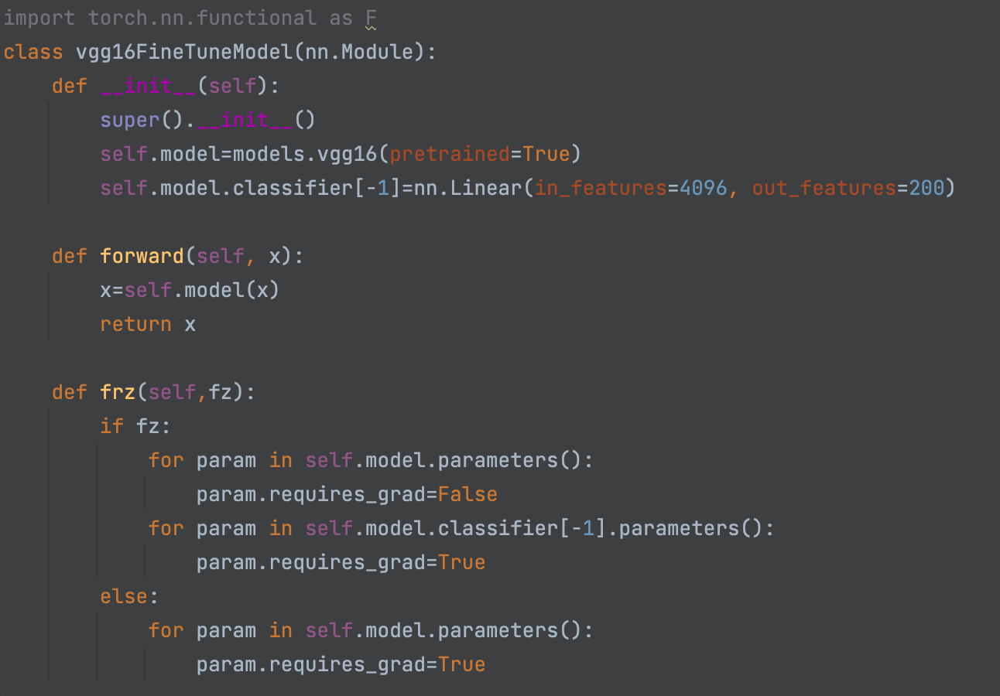 import torch.nn.functional as F
class vgg16FineTuneModel(nn.Module):
    def __init__(self):
        super().__init__()
        self.model=models.vgg16(pretrained=True)
        self.model.classifier[-1]=nn.Linear(in_features=4096, out_features=200)

    def forward(self, x):
        x=self.model(x)
        return x

    def frz(self,fz):
        if fz:
            for param in self.model.parameters():
                param.requires_grad=False
            for param in self.model.classifier[-1].parameters():
                param.requires_grad=True
        else:
            for param in self.model.parameters():
                param.requires_grad=True